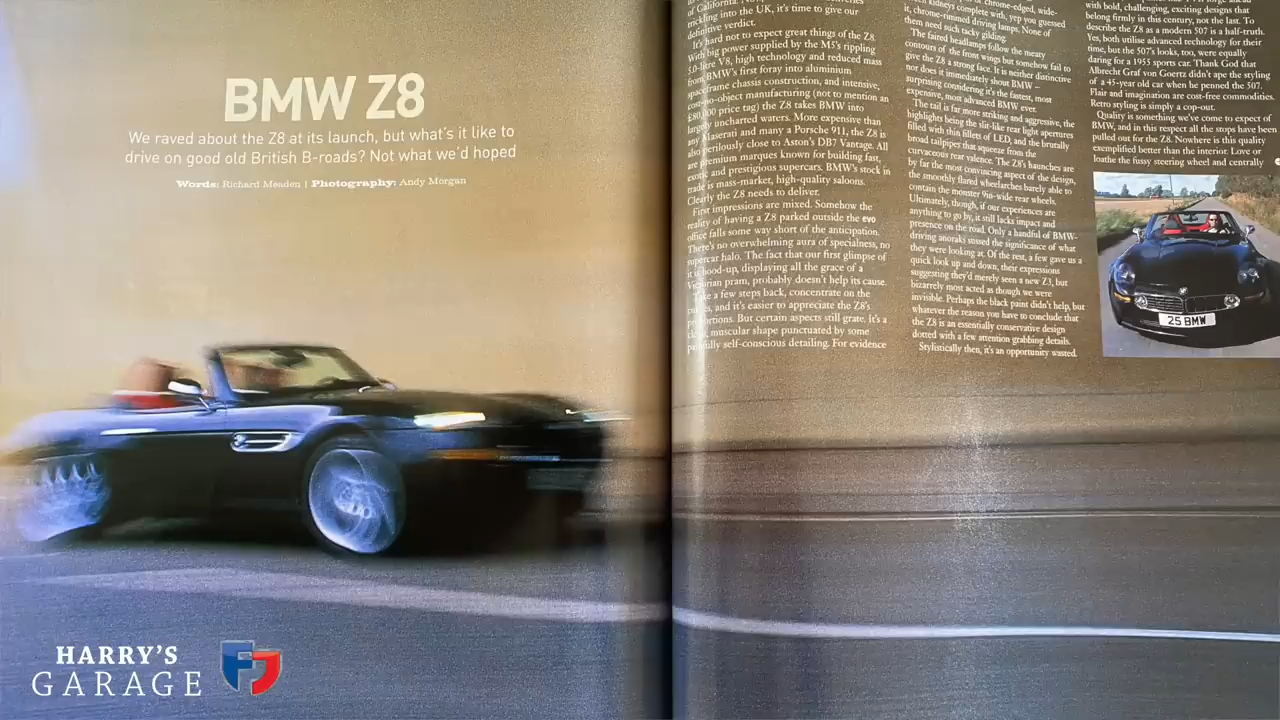 BMW Z8
We raved about the Z8 at its launch, but what's it like to
drive on good old British B-roads? Not what we'd hoped
Words: Richard Meaden | Photography: Andy Morgan
of California.
trickling into the UK, it's time to give our
definitive verdict.
It's hard not to expect great things of the Z8.
With big power supplied by the M5's rippling
5.0-litre V8, high technology and reduced mass
from BMW's first foray into aluminium
spaceframe chassis construction, and intensive,
cost-no-object manufacturing (not to mention an
£80,000 price tag) the Z8 takes BMW into
largely uncharted waters. More expensive than
any Maserati and many a Porsche 911, the Z8 is
also perilously close to Aston's DB7 Vantage. All
are premium marques known for building fast,
exotic and prestigious supercars. BMW's stock in
trade is mass-market, high-quality saloons.
Clearly the Z8 needs to deliver.
First impressions are mixed. Somehow the
reality of having a Z8 parked outside the evo
office falls some way short of the anticipation.
There's no overwhelming aura of specialness, no
supercar halo. The fact that our first glimpse of
it is hood-up, displaying all the grace of a
Victorian pram, probably doesn't help its cause.
Take a few steps back, concentrate on the
and it's easier to appreciate the Z8's
proportions. But certain aspects still grate. It's a
muscular shape punctuated by some
painfully self-conscious detailing. For evidence
kidneys complete with, yep you guessed
it, chrome-rimmed driving lamps. None of
them need such tacky gilding.
The faired headlamps follow the meaty
contours of the front wings but somehow fail to
give the Z8 a strong face. It is neither distinctive
nor does it immediately shout BMW –
surprising considering it's the fastest, most
expensive, most advanced BMW ever.
The tail is far more striking and aggressive, the
highlights being the slit-like rear light apertures
filled with thin fillets of LED, and the brutally
broad tailpipes that squeeze from the
curvaceous rear valence. The Z8's haunches are
by far the most convincing aspect of the design,
the smoothly flared wheelarches barely able to
contain the monster 9in-wide rear wheels.
Ultimately, though, if our experiences are
anything to go by, it still lacks impact and
presence on the road. Only a handful of BMW-
driving anoraks sussed the significance of what
they were looking at. Of the rest, a few gave us a
quick look up and down, their expressions
suggesting they'd merely seen a new Z3, but
bizarrely most acted as though we were
invisible. Perhaps the black paint didn't help, but
whatever the reason you have to conclude that
the Z8 is an essentially conservative design
dotted with a few attention grabbing details.
Stylistically then, it's an opportunity wasted.
with bold, challenging, exciting designs that
belong firmly in this century, not the last. To
describe the Z8 as a modern 507 is a half-truth.
Yes, both utilise advanced technology for their
time, but the 507's looks, too, were equally
daring for a 1955 sports car. Thank God that
Albrecht Graf von Goertz didn't ape the styling
of a 45-year old car when he penned the 507.
Flair and imagination are cost-free commodities.
Retro styling is simply a cop-out.
Quality is something we've come to expect of
BMW, and in this respect all the stops have been
pulled out for the Z8. Nowhere is this quality
exemplified better than the interior. Love or
loathe the fussy steering wheel and centrally
25 BMW
HARRY'S
GARAGE